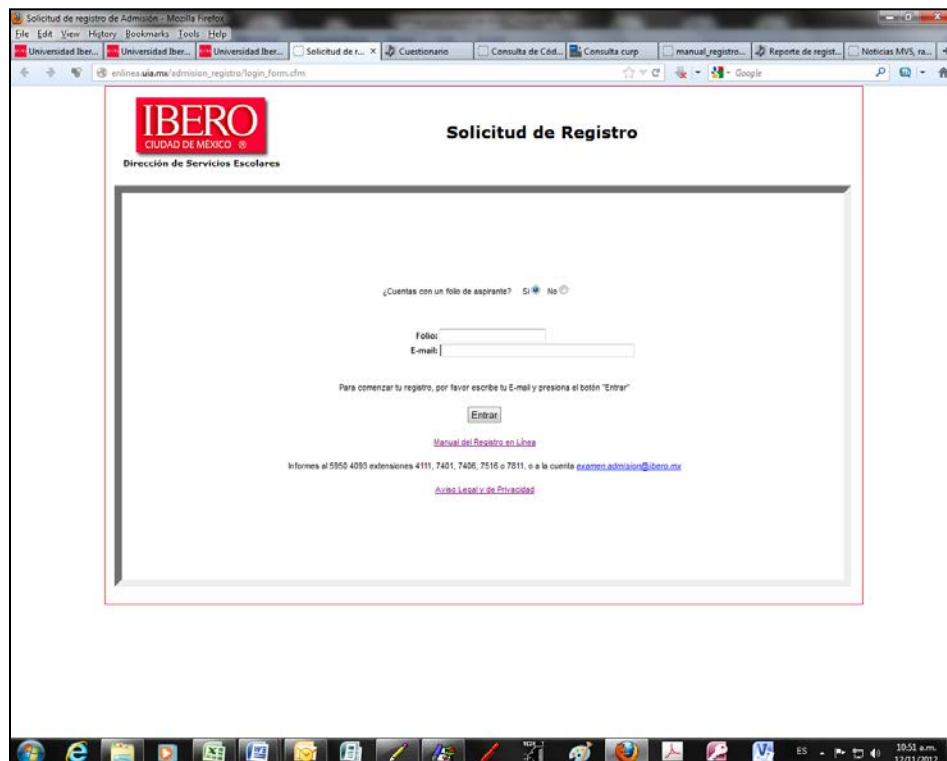 Solicitud de registro de Admisión - Mozilla Firefox
File Edit View History Bookmarks Tools Help
Universidad Iber... Universidad Iber... Universidad Iber... Solicitud de r... × Cuestionario Consulta de Cód... Consulta curp manual_registro... Reporte de regist... Noticias MVS, ra...
enlinea.uia.mx/admision_registro/login_form.cfm Google
IBERO
CIUDAD DE MÉXICO ®
Dirección de Servicios Escolares
Solicitud de Registro
¿Cuentas con un folio de aspirante? Si No
Folio:
E-mail:
Para comenzar tu registro, por favor escribe tu E-mail y presiona el botón "Entrar"
Entrar
Manual del Registro en Línea
Informes al 5950 4093 extensiones 4111, 7401, 7406, 7516 o 7811, o a la cuenta examen.admision@ibero.mx
Aviso Legal y de Privacidad
ES 10:51 a.m.
12/11/2012